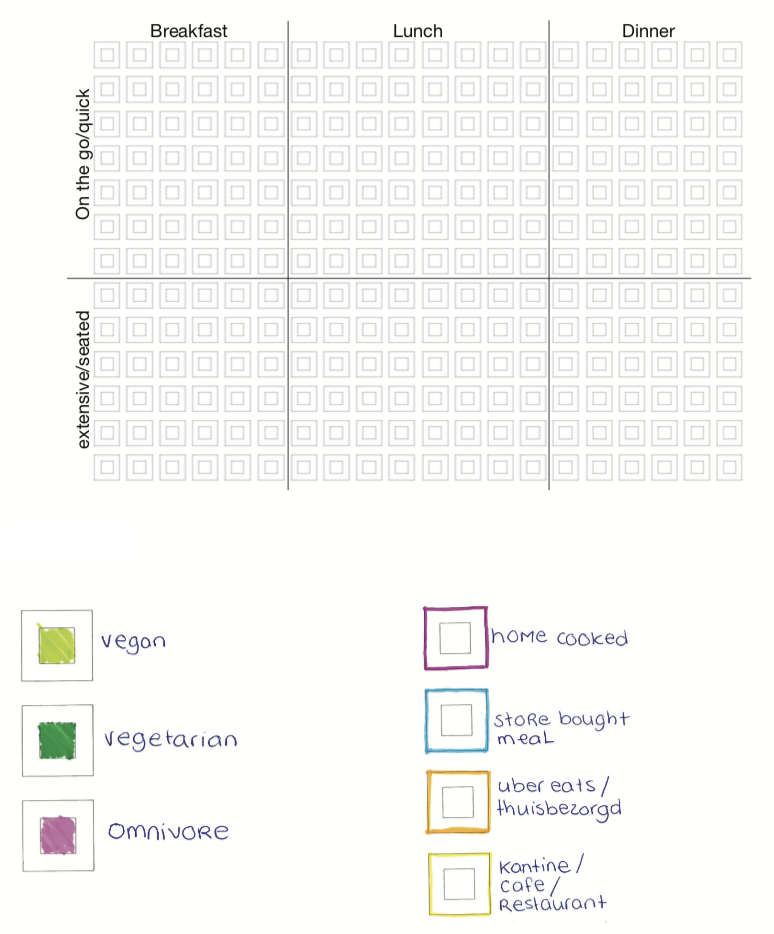 Breakfast
Lunch
Dinner
On the go/quick
extensive/seated
vegan
vegetarian
omnivore
home cooked
store bought
meal
uber eats/
thuisbezorgd
Kantine/
cafe/
Restaurant